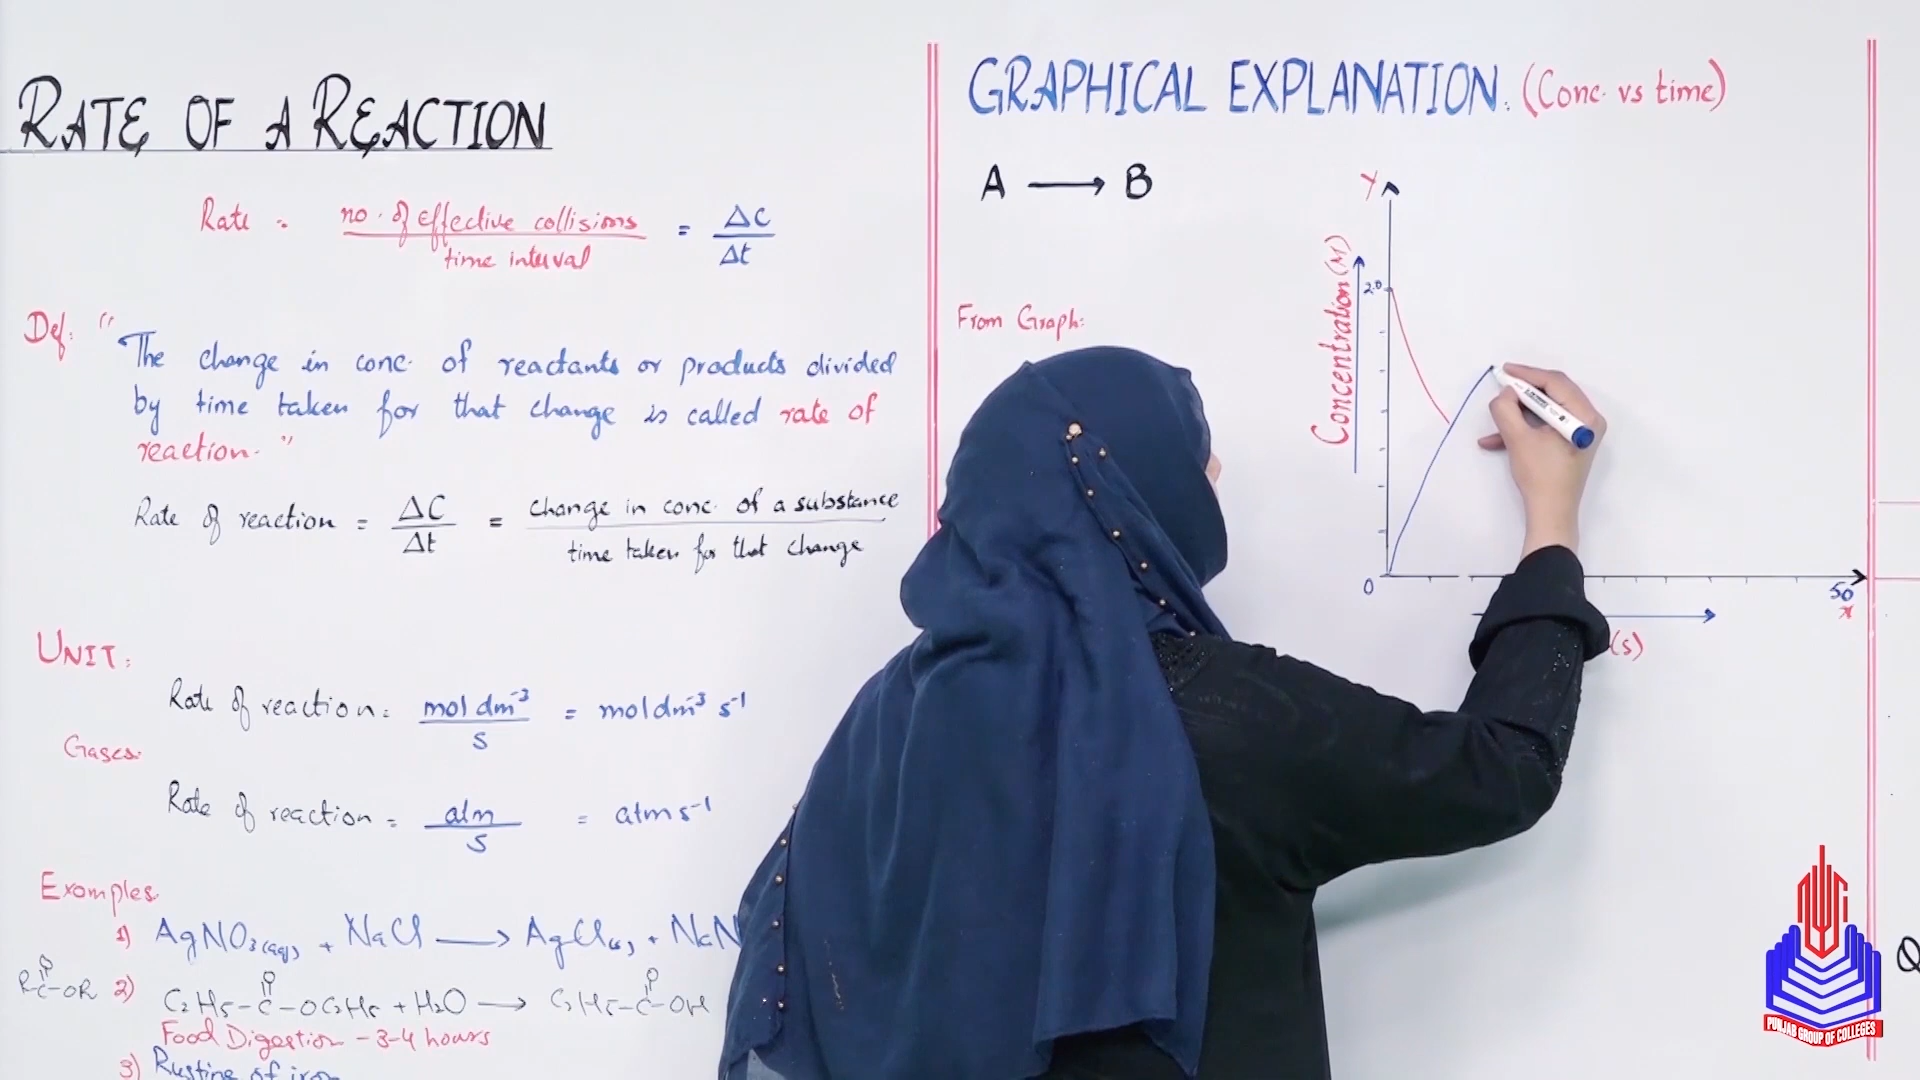 RATE OF A REACTION
Rate = no. of effective collisions / time interval = ΔC / Δt
Def: "The change in conc. of reactants or products divided
by time taken for that change is called rate of
reaction."
Rate of reaction = ΔC / Δt = change in conc. of a substance / time taken for that change
UNIT:
Rate of reaction = mol dm⁻³ / s = mol dm⁻³ s⁻¹
Gases:
Rate of reaction = atm / s = atm s⁻¹
Examples:
1) AgNO₃(aq) + NaCl → AgCl(s) + NaN
R-C-OR
O
2) C₂H₅-C-OC₂H₅ + H₂O → C₂H₅-C-OH
O
O
Food Digestion - 3-4 hours
3) Rusting of iron
GRAPHICAL EXPLANATION: (Conc. vs time)
A → B
From Graph:
Y
Concentration (M)
2.0
0
50
x
(s)
Q
PUNJAB GROUP OF COLLEGES